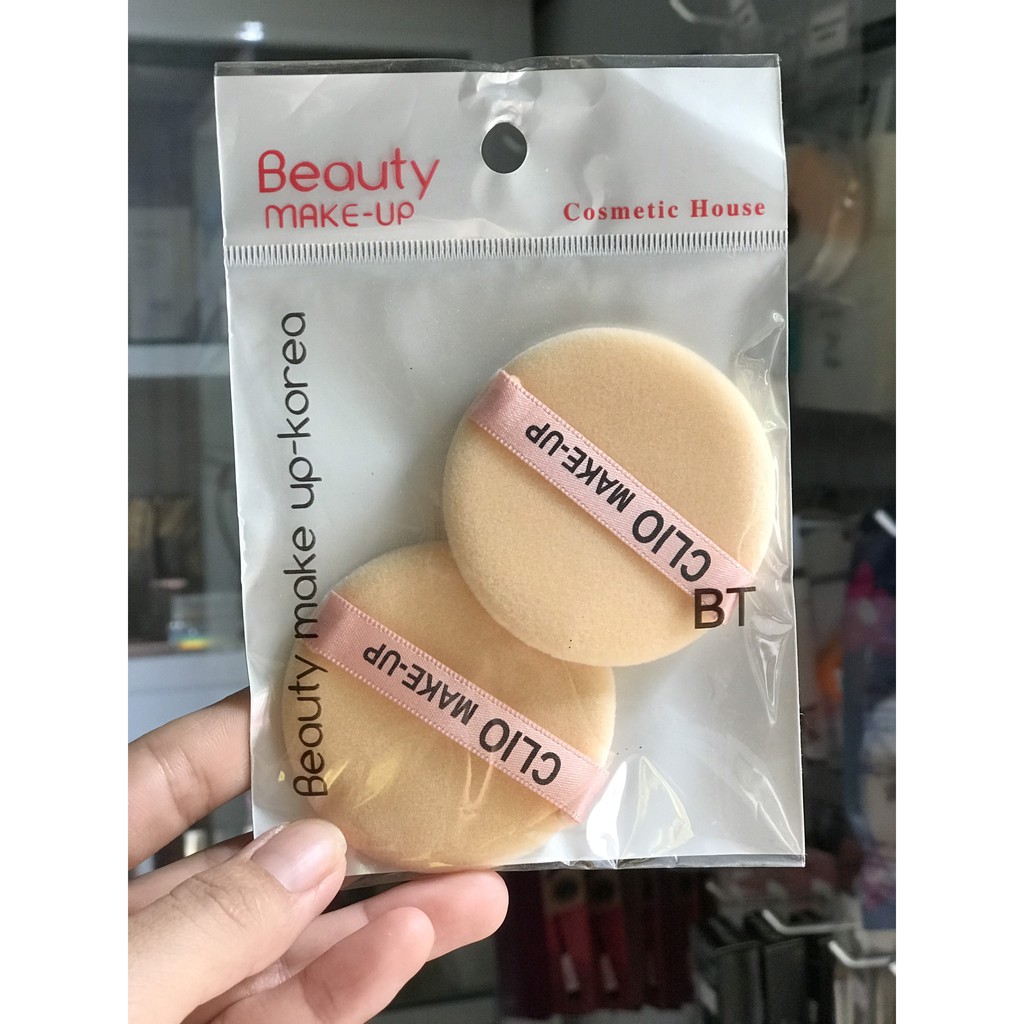 Beauty
MAKE-UP
Cosmetic House
Beauty make up-korea
CLIO MAKE-UP
BT
CLIO MAKE-UP